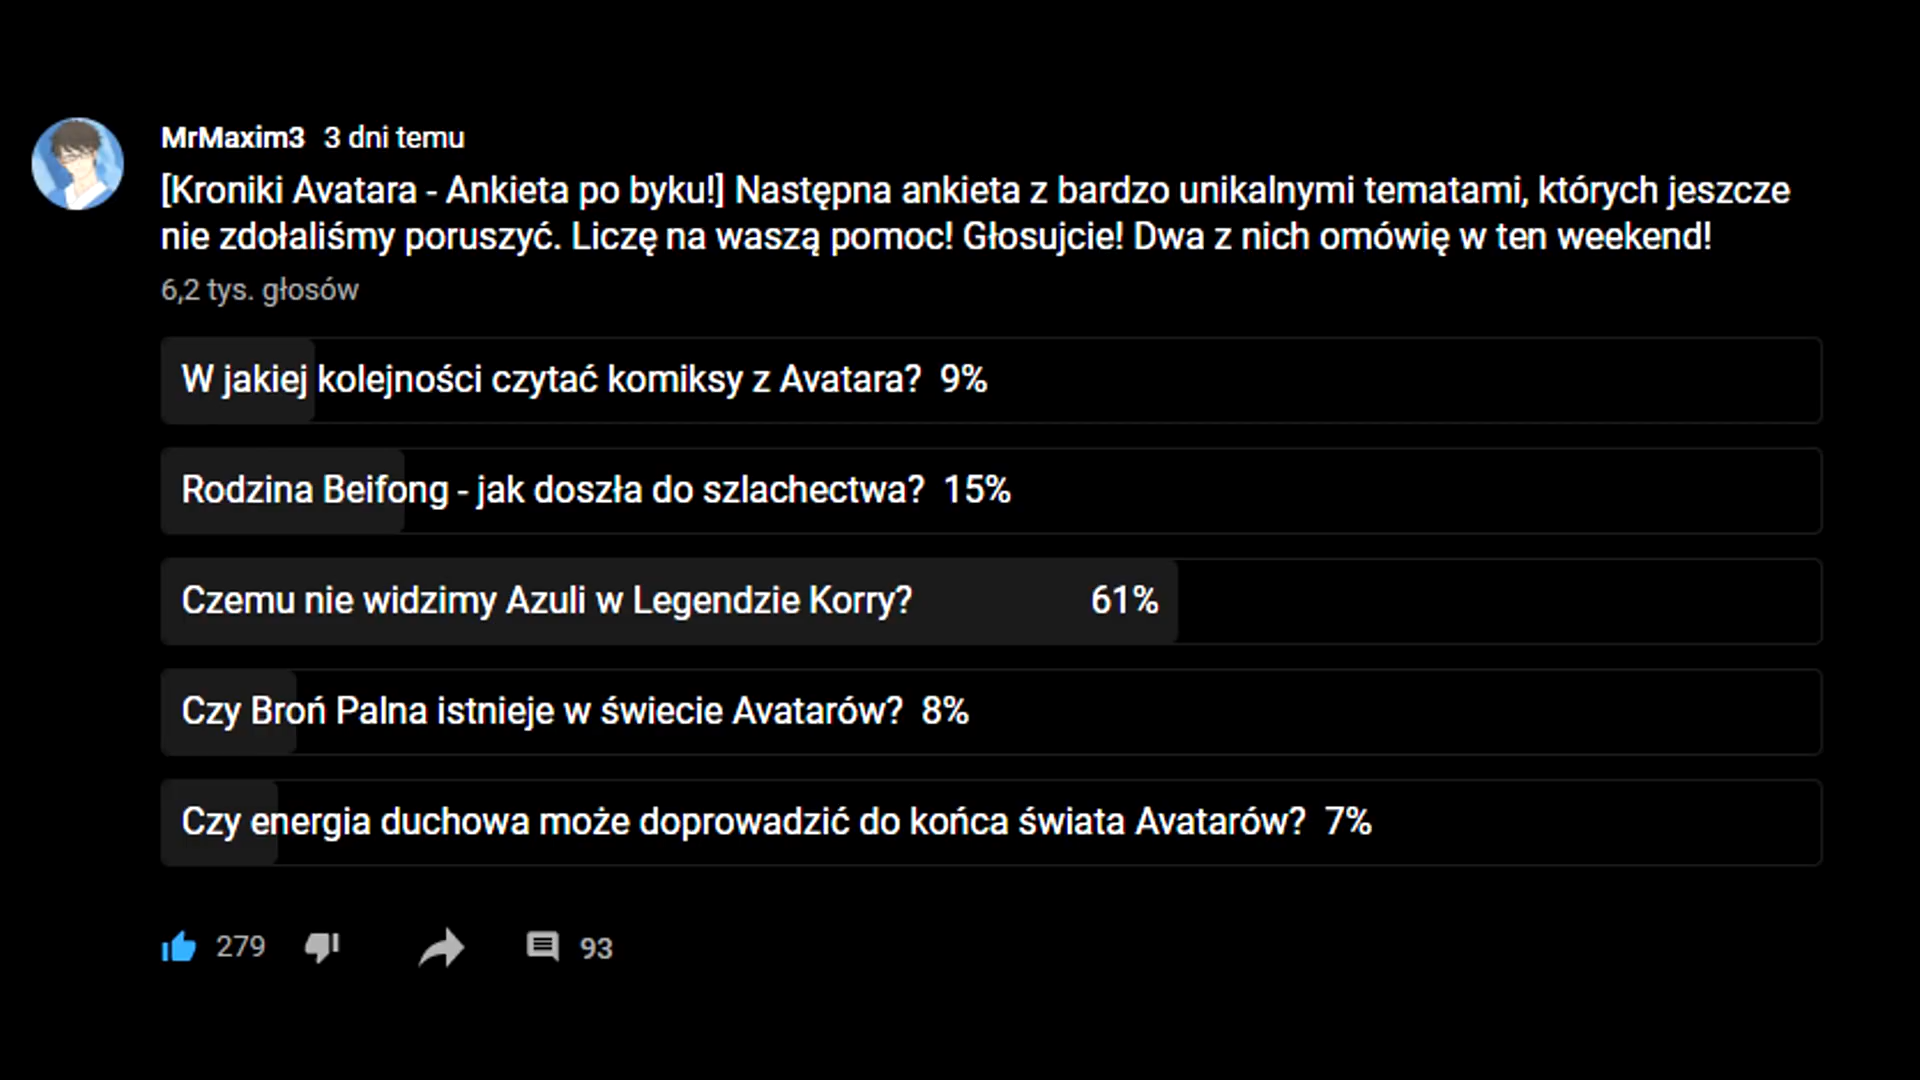 MrMaxim3 3 dni temu
[Kroniki Avatara - Ankieta po byku!] Następna ankieta z bardzo unikalnymi tematami, których jeszcze
nie zdołaliśmy poruszyć. Liczę na waszą pomoc! Głosujcie! Dwa z nich omówię w ten weekend!
6,2 tys. głosów
W jakiej kolejności czytać komiksy z Avatara? 9%
Rodzina Beifong - jak doszła do szlachectwa? 15%
Czemu nie widzimy Azuli w Legendzie Korry? 61%
Czy Broń Palna istnieje w świecie Avatarów? 8%
Czy energia duchowa może doprowadzić do końca świata Avatarów? 7%
279 93